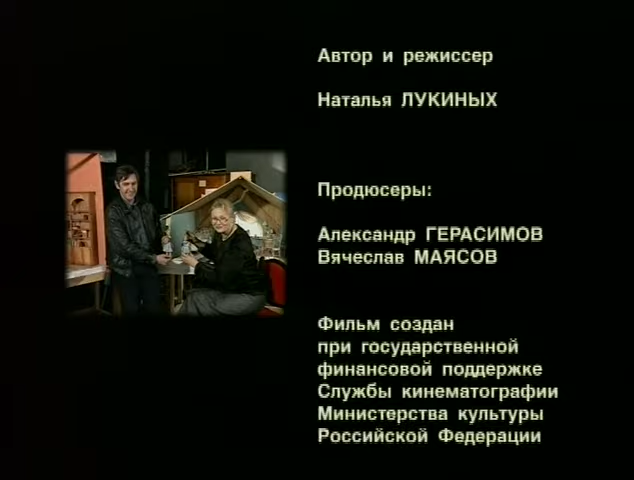 Автор и режиссер
Наталья ЛУКИНЫХ
Продюсеры:
Александр ГЕРАСИМОВ
Вячеслав МАЯСОВ
Фильм создан
при государственной
финансовой поддержке
Службы кинематографии
Министерства культуры
Российской Федерации